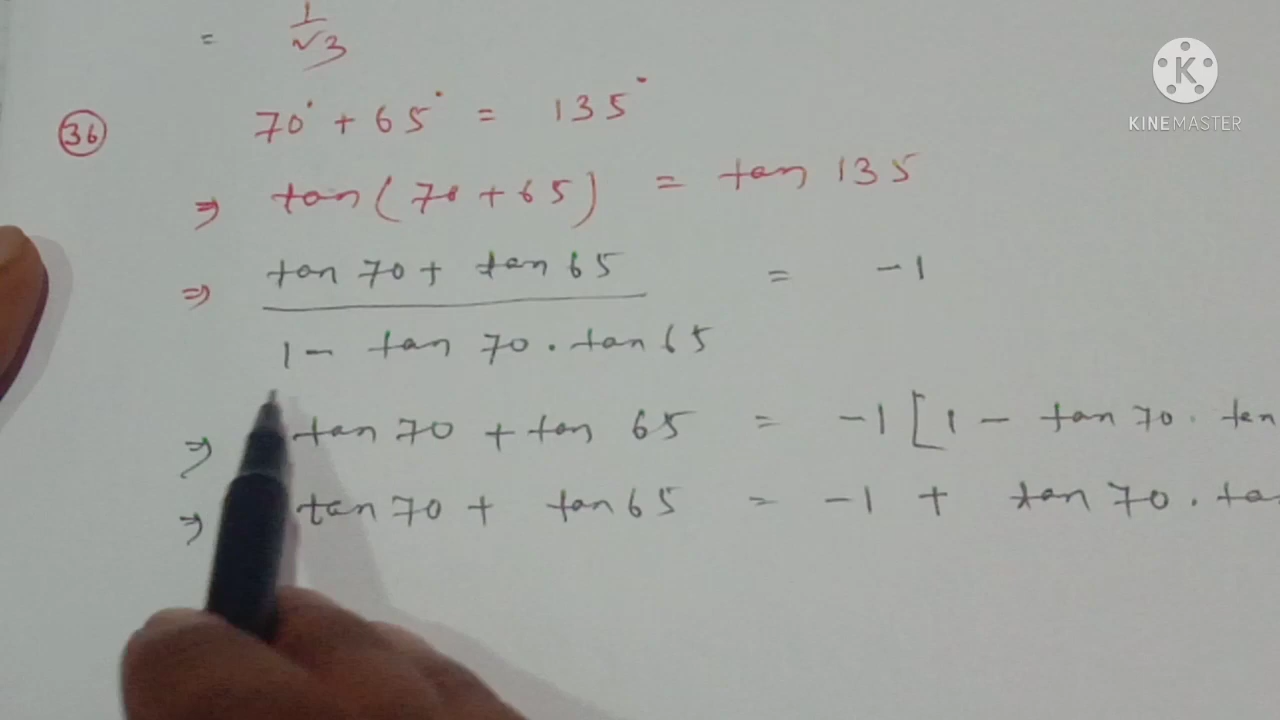 = 1/√3
36 70° + 65° = 135°
⇒ tan(70+65) = tan 135
⇒ tan 70 + tan 65 / 1 - tan 70 . tan 65 = -1
⇒ tan 70 + tan 65 = -1 [1 - tan 70 . tan
⇒ tan 70 + tan 65 = -1 + tan 70 . ta
K
KINEMASTER